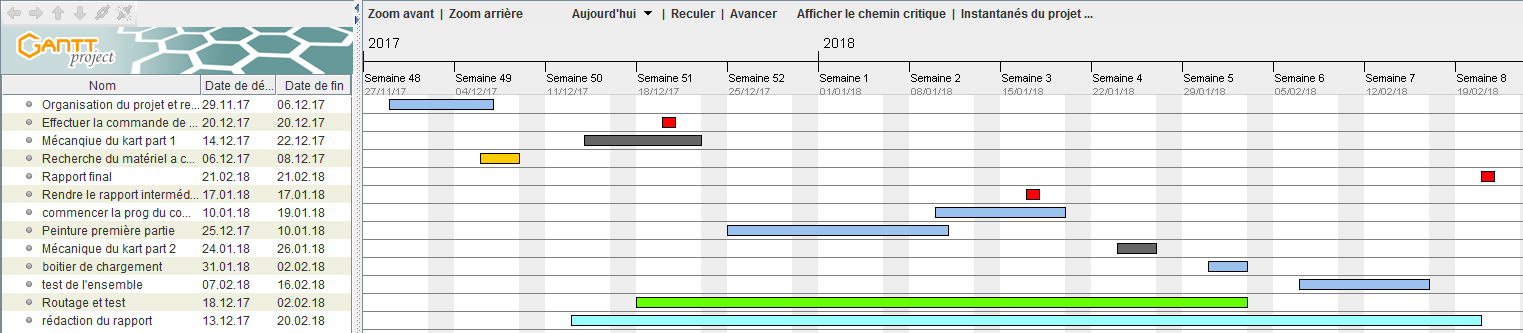 Zoom avant | Zoom arrière Aujourd'hui | Reculer | Avancer Afficher le chemin critique | Instantanés du projet ...
GANTT project
2017 2018
Nom Date de dé... Date de fin
Semaine 48 Semaine 49 Semaine 50 Semaine 51 Semaine 52 Semaine 1 Semaine 2 Semaine 3 Semaine 4 Semaine 5 Semaine 6 Semaine 7 Semaine 8
27/11/17 04/12/17 11/12/17 18/12/17 25/12/17 01/01/18 08/01/18 15/01/18 22/01/18 29/01/18 05/02/18 12/02/18 19/02/18
Organisation du projet et re... 29.11.17 06.12.17
Effectuer la commande de ... 20.12.17 20.12.17
Mécanqiue du kart part 1 14.12.17 22.12.17
Recherche du matériel a c... 06.12.17 08.12.17
Rapport final 21.02.18 21.02.18
Rendre le rapport interméd... 17.01.18 17.01.18
commencer la prog du co... 10.01.18 19.01.18
Peinture première partie 25.12.17 10.01.18
Mécanique du kart part 2 24.01.18 26.01.18
boitier de chargement 31.01.18 02.02.18
test de l'ensemble 07.02.18 16.02.18
Routage et test 18.12.17 02.02.18
rédaction du rapport 13.12.17 20.02.18